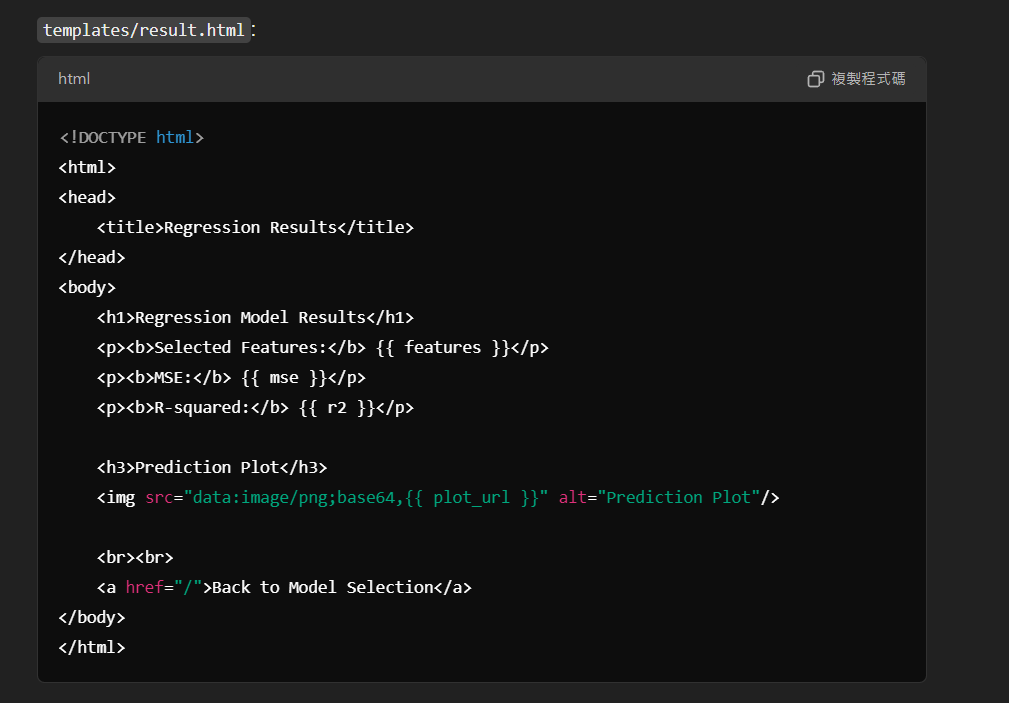 templates/result.html:
html
複製程式碼
<!DOCTYPE html>
<html>
<head>
    <title>Regression Results</title>
</head>
<body>
    <h1>Regression Model Results</h1>
    <p><b>Selected Features:</b> {{ features }}</p>
    <p><b>MSE:</b> {{ mse }}</p>
    <p><b>R-squared:</b> {{ r2 }}</p>

    <h3>Prediction Plot</h3>
    <img src="data:image/png;base64,{{ plot_url }}" alt="Prediction Plot"/>

    <br><br>
    <a href="/">Back to Model Selection</a>
</body>
</html>